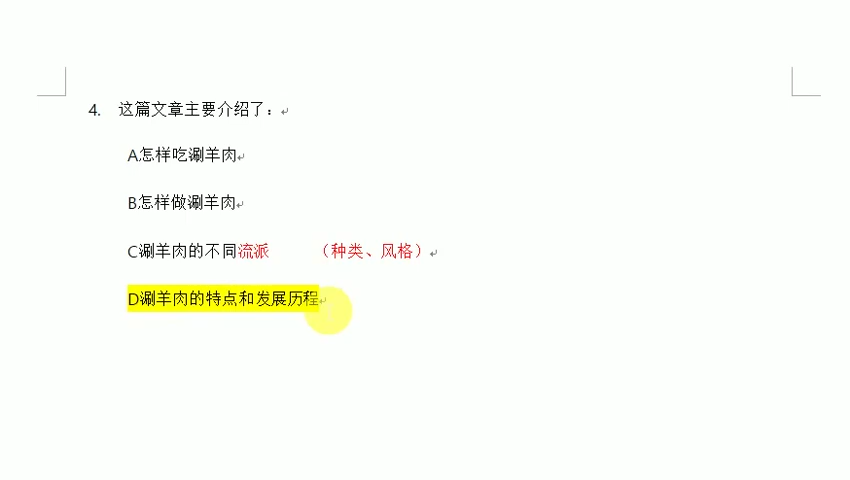 4. 这篇文章主要介绍了：
A怎样吃涮羊肉
B怎样做涮羊肉
C涮羊肉的不同流派 （种类、风格）
D涮羊肉的特点和发展历程